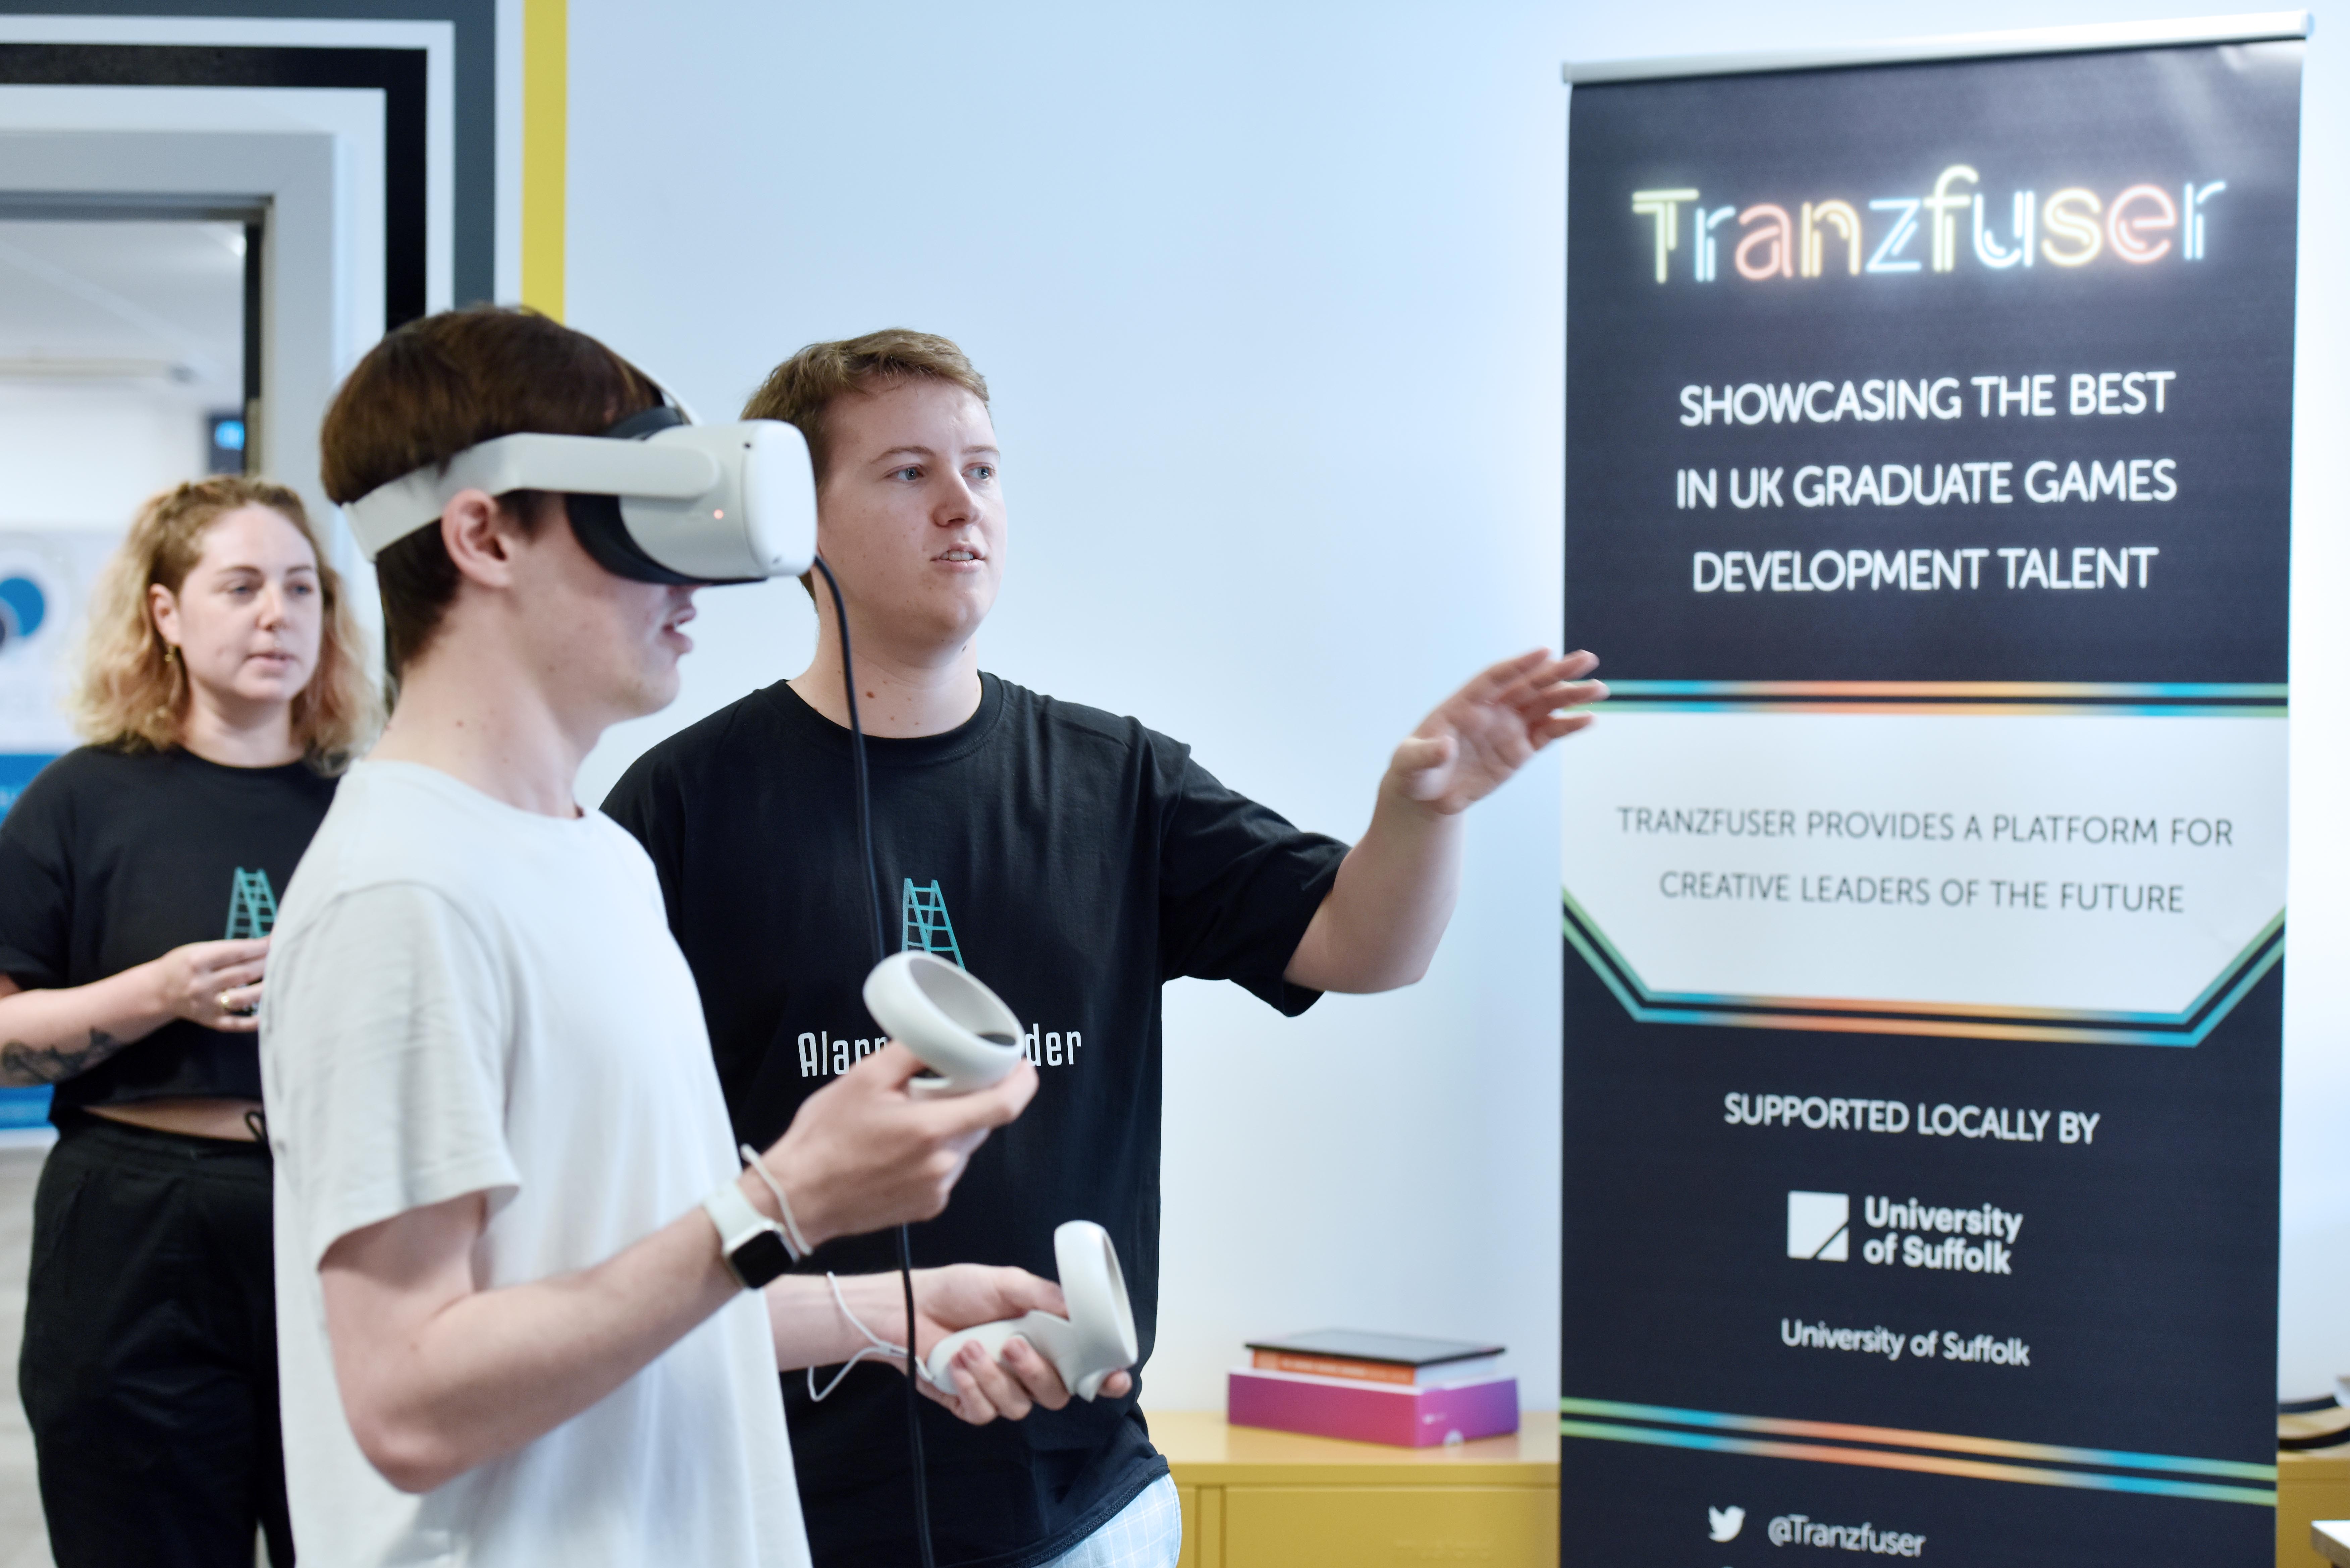 Tranzfuser
SHOWCASING THE BEST
IN UK GRADUATE GAMES
DEVELOPMENT TALENT
TRANZFUSER PROVIDES A PLATFORM FOR
CREATIVE LEADERS OF THE FUTURE
SUPPORTED LOCALLY BY
University
of Suffolk
University of Suffolk
@Tranzfuser